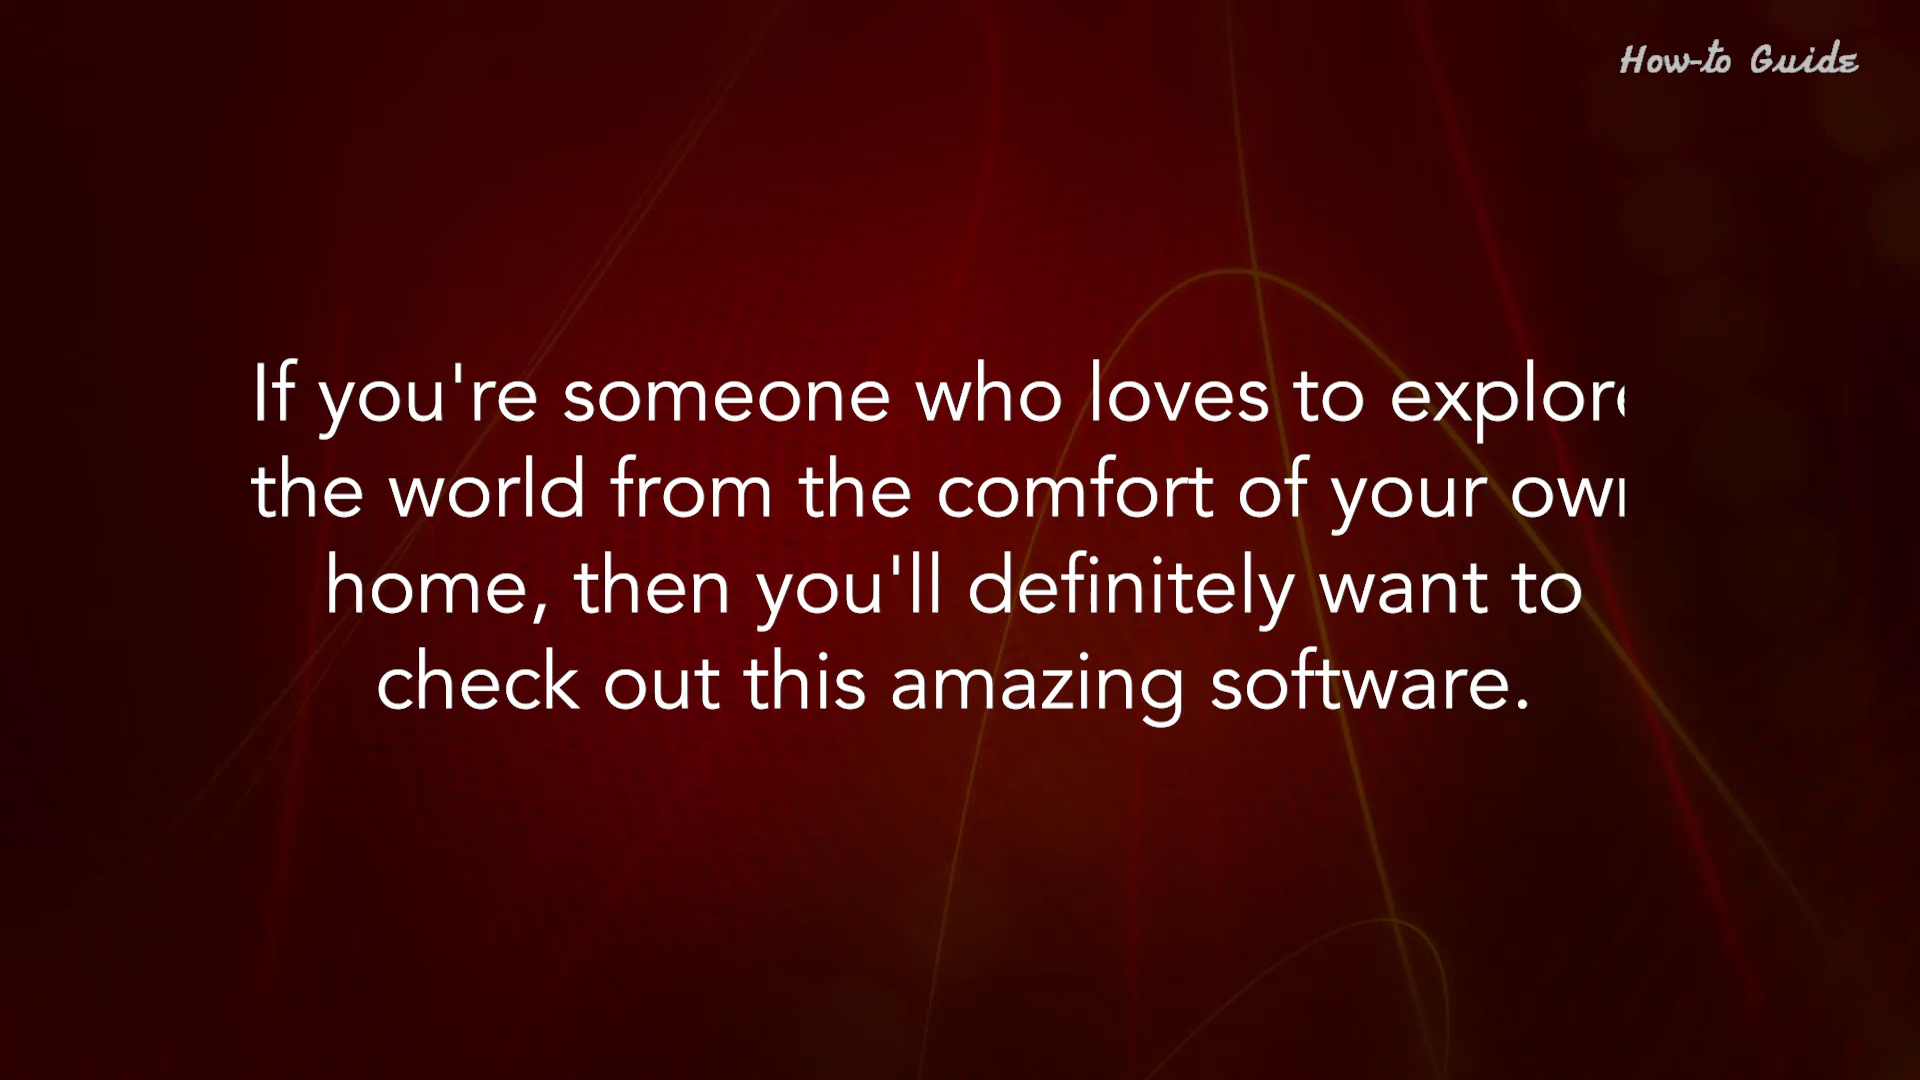 How-to Guide
If you're someone who loves to explore
the world from the comfort of your own
home, then you'll definitely want to
check out this amazing software.